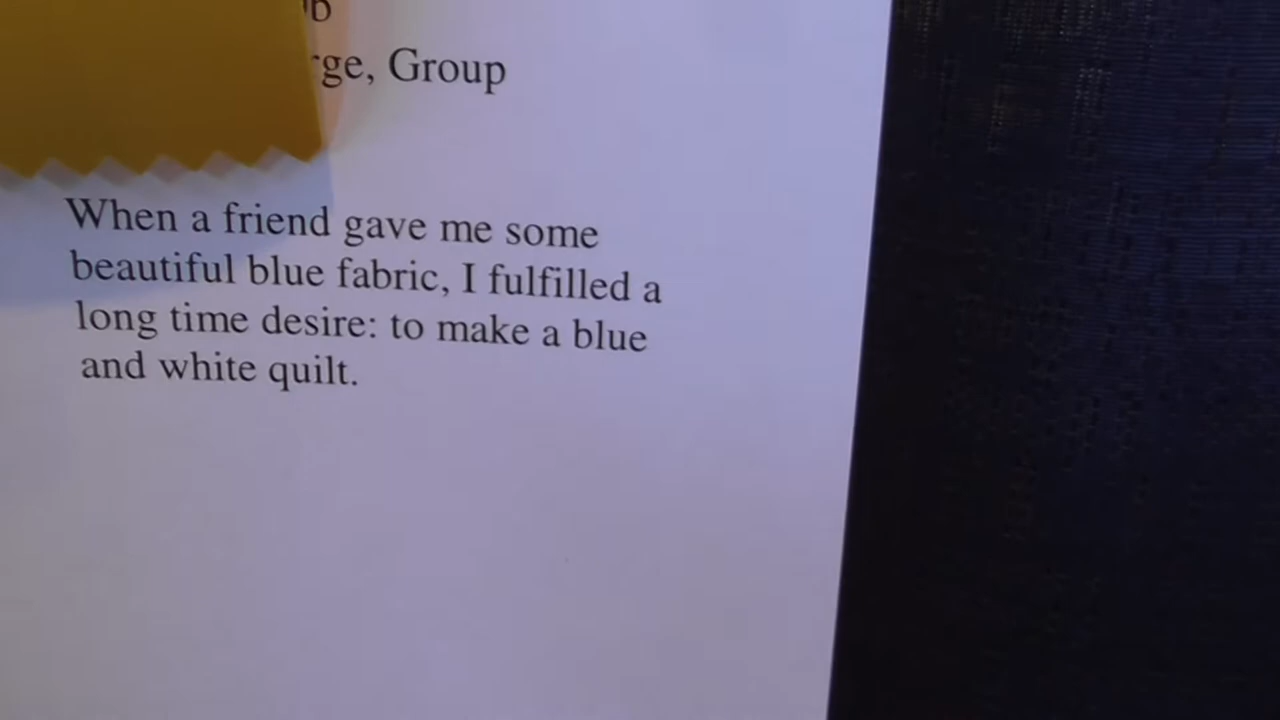 Group
When a friend gave me some
beautiful blue fabric, I fulfilled a
long time desire: to make a blue
and white quilt.